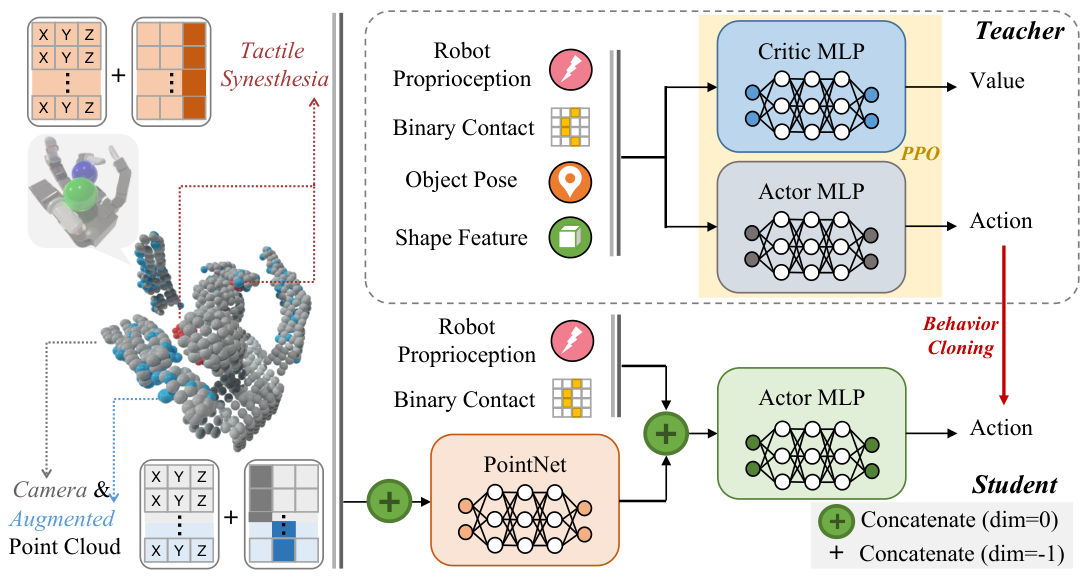 X Y Z
X Y Z
X Y Z
+
Tactile
Synesthesia
Camera &
Augmented
Point Cloud
X Y Z
X Y Z
X Y Z
+
Teacher
Robot
Proprioception
Binary Contact
Object Pose
Shape Feature
Critic MLP
Value
PPO
Actor MLP
Action
Behavior
Cloning
Robot
Proprioception
Binary Contact
+
PointNet
+
Actor MLP
Action
Student
+ Concatenate (dim=0)
+ Concatenate (dim=-1)